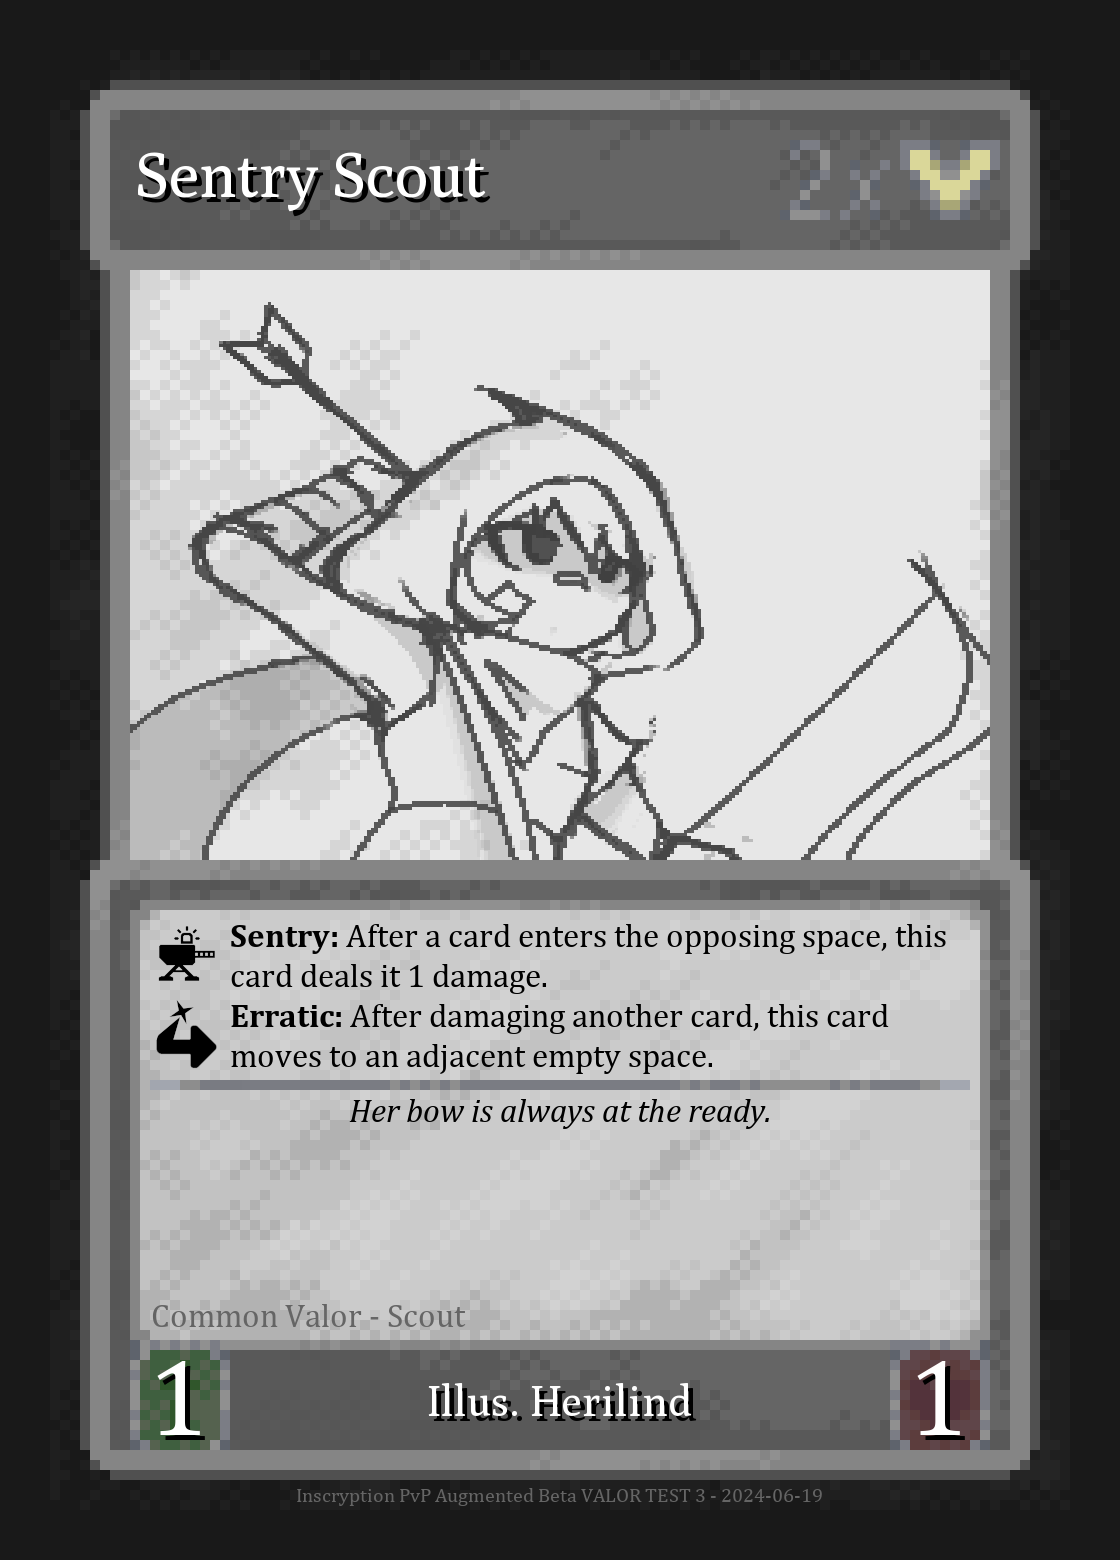 Sentry Scout
2x
Sentry: After a card enters the opposing space, this
card deals it 1 damage.
Erratic: After damaging another card, this card
moves to an adjacent empty space.
Her bow is always at the ready.
Common Valor - Scout
1
Illus. Herilind
1
Inscryption PvP Augmented Beta VALOR TEST 3 - 2024-06-19